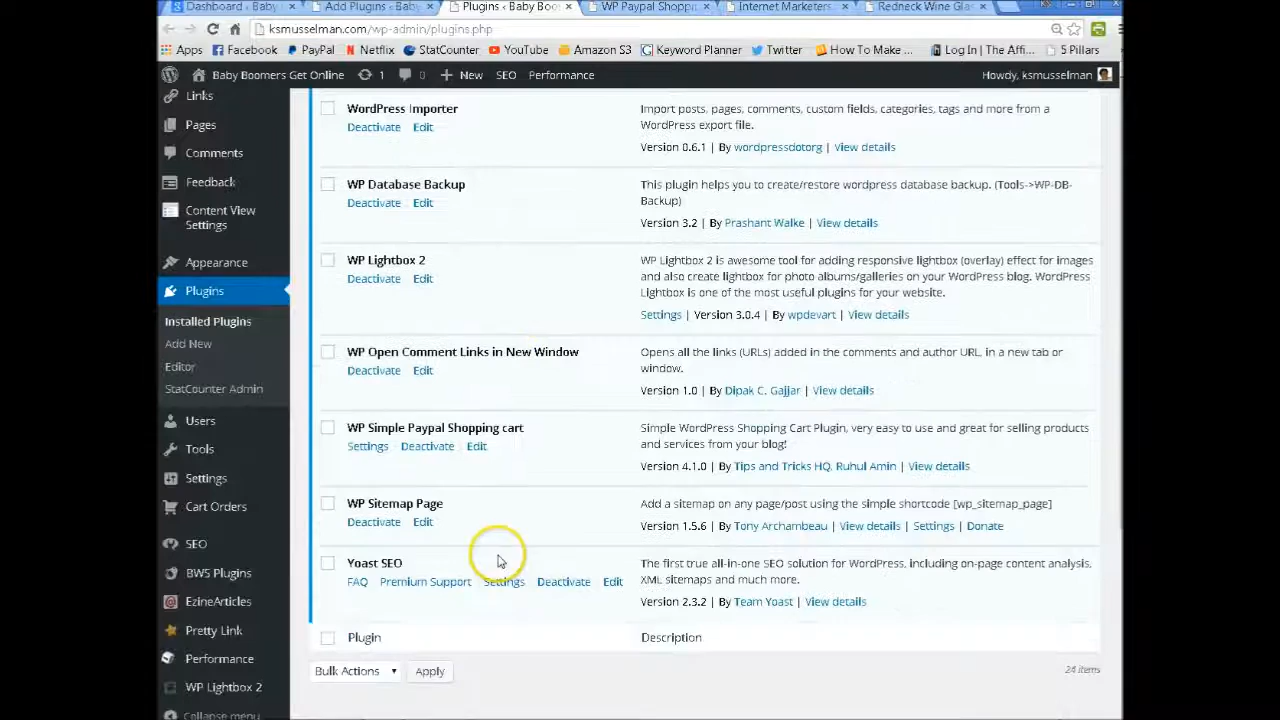 Dashboard ‹ Baby
Add Plugins ‹ Baby
Plugins ‹ Baby Boo
WP Paypal Shoppi
Internet Marketers
Redneck Wine Gla
ksmusselman.com/wp-admin/plugins.php
Apps
Facebook
PayPal
Netflix
StatCounter
YouTube
Amazon S3
Keyword Planner
Twitter
How To Make ...
Log In | The Affi...
5 Pillars
Baby Boomers Get Online
1
0
New
SEO
Performance
Howdy, ksmusselman
Links
Pages
Comments
Feedback
Content View
Settings
Appearance
Plugins
Installed Plugins
Add New
Editor
StatCounter Admin
Users
Tools
Settings
Cart Orders
SEO
BWS Plugins
EzineArticles
Pretty Link
Performance
WP Lightbox 2
Collapse menu
WordPress Importer
Deactivate Edit
Import posts, pages, comments, custom fields, categories, tags and more from a
WordPress export file.
Version 0.6.1 | By wordpressdotorg | View details
WP Database Backup
Deactivate Edit
This plugin helps you to create/restore wordpress database backup. (Tools->WP-DB-
Backup)
Version 3.2 | By Prashant Walke | View details
WP Lightbox 2
Deactivate Edit
WP Lightbox 2 is awesome tool for adding responsive lightbox (overlay) effect for images
and also create lightbox for photo albums/galleries on your WordPress blog. WordPress
Lightbox is one of the most useful plugins for your website.
Settings | Version 3.0.4 | By wpdevart | View details
WP Open Comment Links in New Window
Deactivate Edit
Opens all the links (URLs) added in the comments and author URL, in a new tab or
window.
Version 1.0 | By Dipak C. Gajjar | View details
WP Simple Paypal Shopping cart
Settings Deactivate Edit
Simple WordPress Shopping Cart Plugin, very easy to use and great for selling products
and services from your blog!
Version 4.1.0 | By Tips and Tricks HQ, Ruhul Amin | View details
WP Sitemap Page
Deactivate Edit
Add a sitemap on any page/post using the simple shortcode [wp_sitemap_page]
Version 1.5.6 | By Tony Archambeau | View details | Settings | Donate
Yoast SEO
FAQ Premium Support Settings Deactivate Edit
The first true all-in-one SEO solution for WordPress, including on-page content analysis,
XML sitemaps and much more.
Version 2.3.2 | By Team Yoast | View details
Plugin
Description
Bulk Actions
Apply
24 items